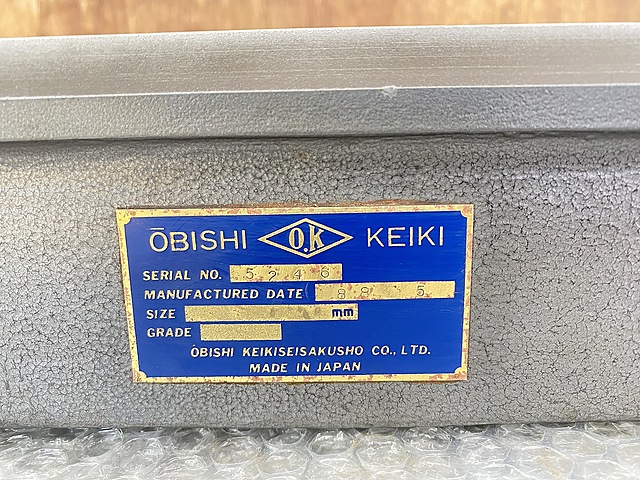 ŌBISHI O.K KEIKI
SERIAL NO. 5246
MANUFACTURED DATE 88 5
SIZE mm
GRADE
ŌBISHI KEIKISEISAKUSHO CO., LTD.
MADE IN JAPAN